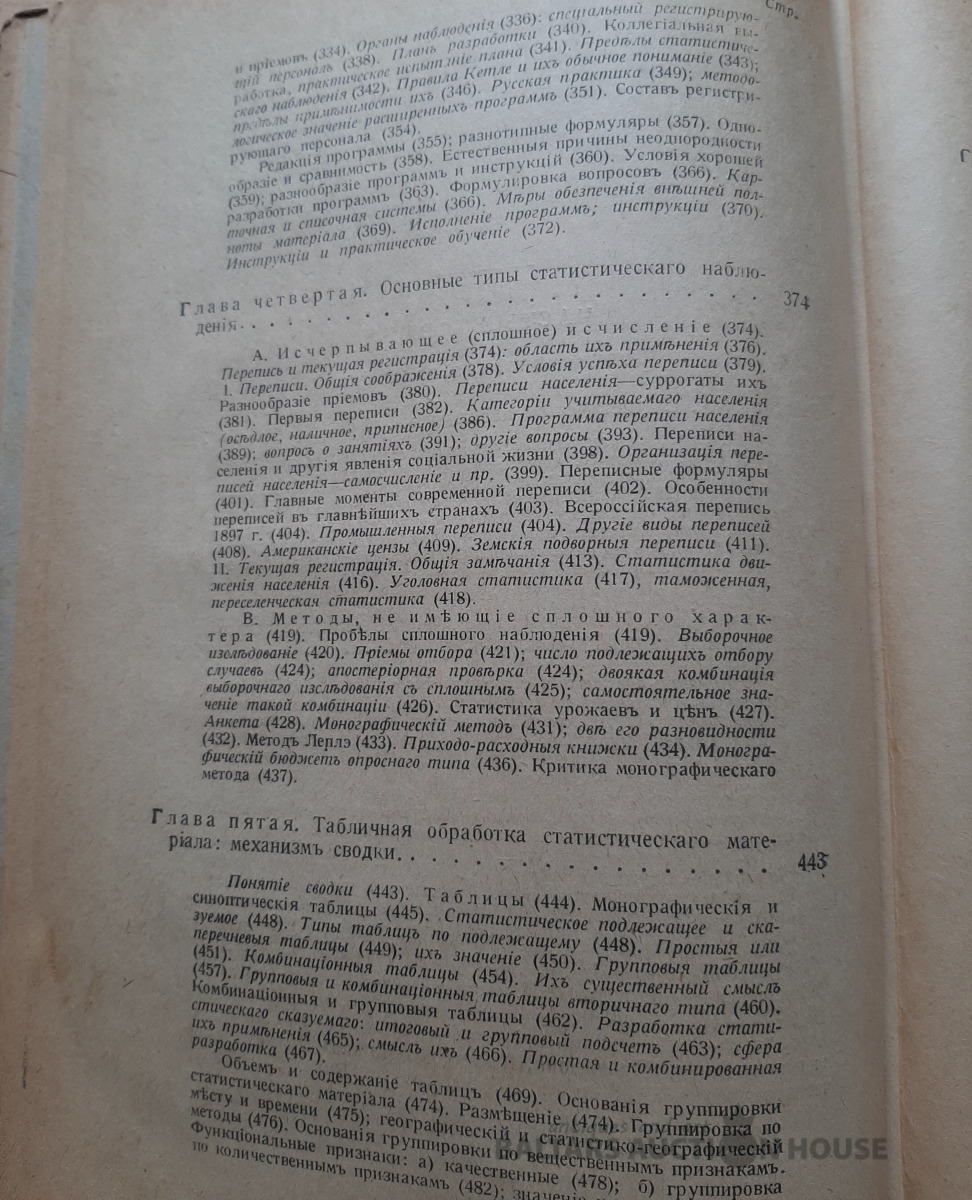 Стр.
и пріемовъ (334). Органы наблюденія (336): спеціальный регистрирую-
щій персоналъ (338). Планъ разработки (340). Коллегіальная вы-
работка, практическое испытаніе плана (341). Предѣлы статистиче-
скаго наблюденія (342). Правила Кетле и ихъ обычное пониманіе (343);
предѣлы примѣнимости ихъ (346). Русская практика (349); методо-
логическое значеніе расширенныхъ программъ (351). Составъ регистри-
рующаго персонала (354).
Редакція программы (355); разнотипные формуляры (357). Одно-
образіе и сравнимость (358). Естественныя причины неоднородности
(359); разнообразіе программъ и инструкцій (360). Условія хорошей
разработки программъ (363). Формулировка вопросовъ (366). Кар-
точная и списочная системы (366). Мѣры обезпеченія внѣшней пол-
ноты матеріала (369). Исполненіе программъ; инструкціи (370).
Инструкціи и практическое обученіе (372).
Глава четвертая. Основные типы статистическаго наблю-
денія. . . . . . . . . . . . . . . . . . . . . . . . 374
А. Исчерпывающее (сплошное) исчисленіе (374).
Перепись и текущая регистрація (374): область ихъ примѣненія (376).
I. Переписи. Общія соображенія (378). Условія успѣха переписи (379).
Разнообразіе пріемовъ (380). Переписи населенія—суррогаты ихъ
(381). Первыя переписи (382). Категоріи учитываемаго населенія
(осѣдлое, наличное, приписное) (386). Программа переписи населенія
(389); вопросъ о занятіяхъ (391); другіе вопросы (393). Переписи на-
селенія и другія явленія соціальной жизни (398). Организація пере-
писей населенія—самосчисленіе и пр. (399). Переписные формуляры
(401). Главные моменты современной переписи (402). Особенности
переписей въ главнѣйшихъ странахъ (403). Всероссійская перепись
1897 г. (404). Промышленныя переписи (404). Другіе виды переписей
(408). Американскіе цензы (409). Земскія подворныя переписи (411).
II. Текущая регистрація. Общія замѣчанія (413). Статистика дви-
женія населенія (416). Уголовная статистика (417), таможенная,
переселенческая статистика (418).
В. Методы, не имѣющіе сплошного харак-
тера (419). Пробѣлы сплошного наблюденія (419). Выборочное
изслѣдованіе (420). Пріемы отбора (421); число подлежащихъ отбору
случаевъ (424); апостеріорная провѣрка (424); двоякая комбинація
выборочнаго изслѣдованія съ сплошнымъ (425); самостоятельное зна-
ченіе такой комбинаціи (426). Статистика урожаевъ и цѣнъ (427).
Анкета (428). Монографическій методъ (431); двѣ его разновидности
(432). Методъ Леплэ (433). Приходо-расходныя книжки (434). Моногра-
фическій бюджетъ опроснаго типа (436). Критика монографическаго
метода (437).
Глава пятая. Табличная обработка статистическаго мате-
ріала: механизмъ сводки. . . . . . . . . . . . . . . 443
Понятіе сводки (443). Таблицы (444). Монографическія и
синоптическія таблицы (445). Статистическое подлежащее и ска-
зуемое (448). Типы таблицъ по подлежащему (448). Простыя или
перечневыя таблицы (449); ихъ значеніе (450). Групповыя таблицы
(451). Комбинаціонныя таблицы (454). Ихъ существенный смыслъ
(457). Групповыя и комбинаціонныя таблицы вторичнаго типа (460).
Комбинаціонныя и групповыя таблицы (462). Разработка стати-
стическаго сказуемаго: итоговый и групповый подсчетъ (463); сфера
ихъ примѣненія (465); смыслъ ихъ (466). Простая и комбинированная
разработка (467).
Объемъ и содержаніе таблицъ (469). Основанія группировки
статистическаго матеріала (474). Размѣщеніе (474). Группировка по
мѣсту и времени (475); географическій и статистико-географическій
методы (476). Основанія группировки по вещественнымъ признакамъ.
Функціональные признаки: а) качественные (478); б) группировка
по количественнымъ признакамъ (482); значеніе
AUCTION HOUSE
Г